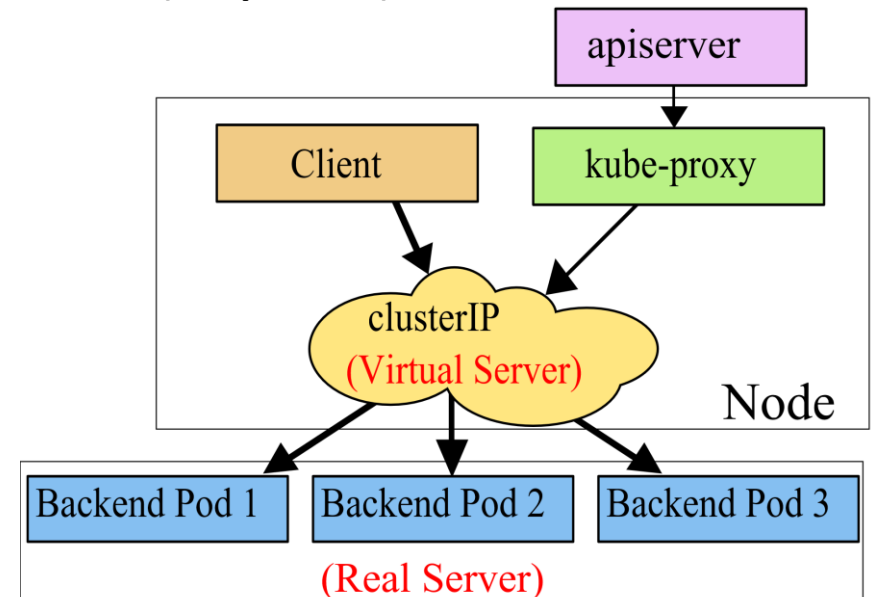 apiserver
Client
kube-proxy
clusterIP
(Virtual Server)
Node
Backend Pod 1
Backend Pod 2
Backend Pod 3
(Real Server)